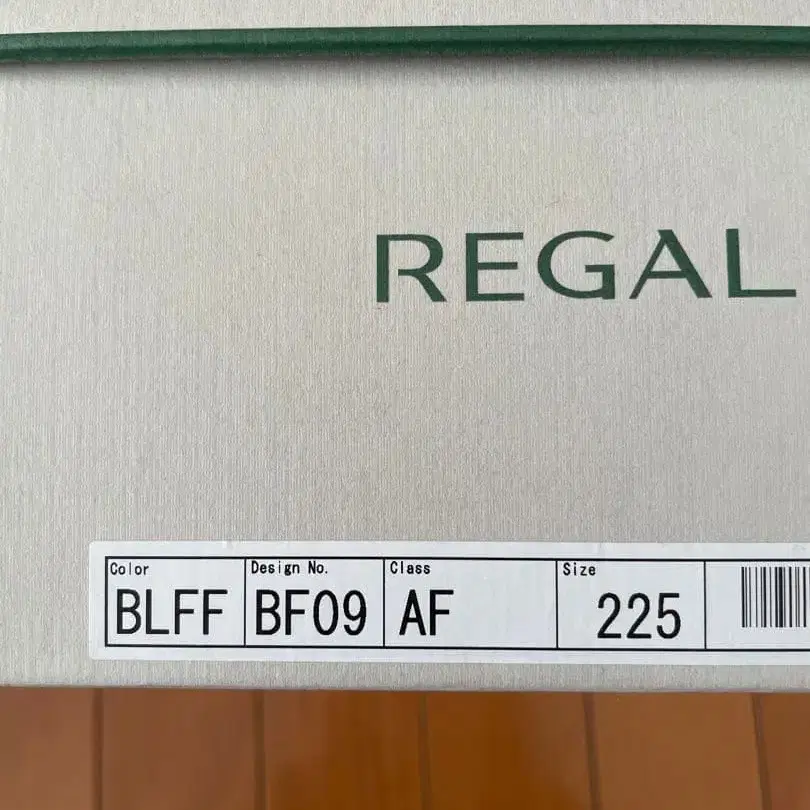 REGAL
Color Design No. Class Size
BLFF BF09 AF 225